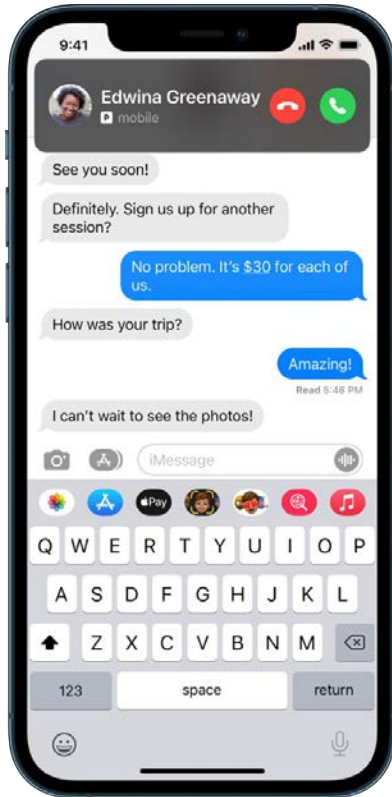 9:41
Edwina Greenaway
P mobile
See you soon!
Definitely. Sign us up for another
session?
No problem. It's $30 for each of
us.
How was your trip?
Amazing!
Read 5:46 PM
I can't wait to see the photos!
iMessage
Pay
Q W E R T Y U I O P
A S D F G H J K L
Z X C V B N M
123 space return